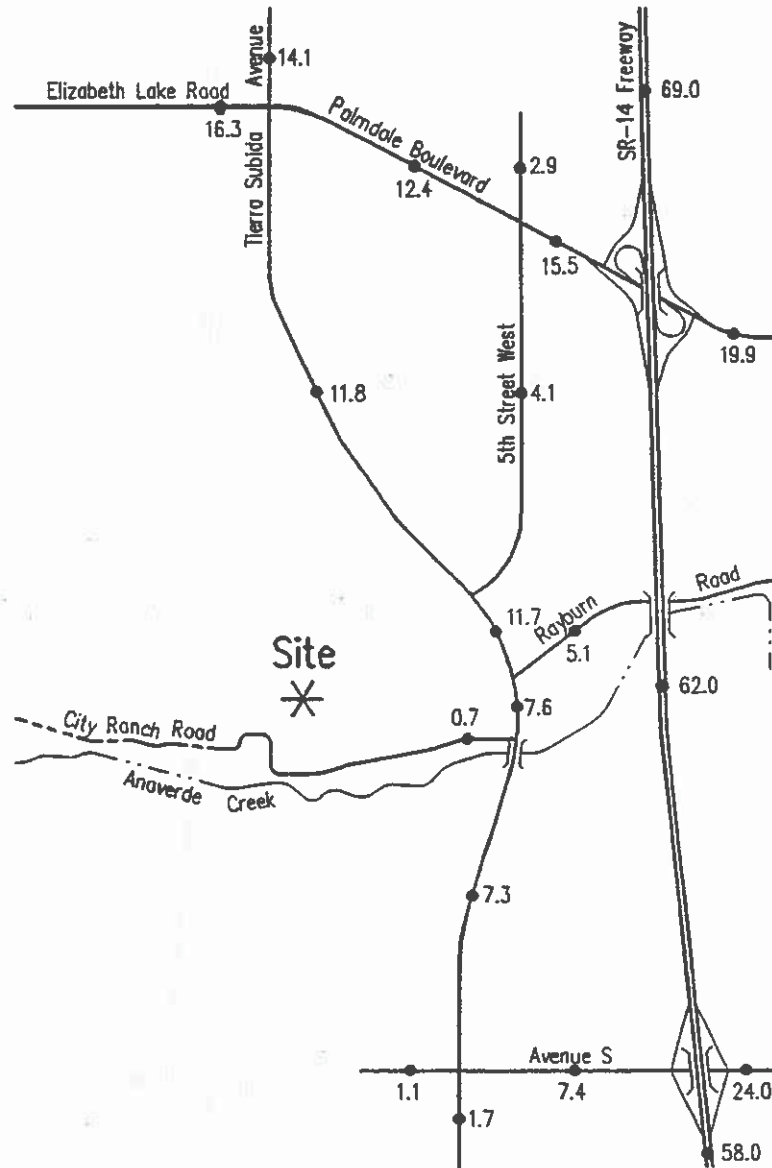 Avenue
14.1
SR-14 Freeway
69.0
Elizabeth Lake Road
16.3
Palmdale Boulevard
12.4
2.9
Tierra Subida
15.5
19.9
11.8
5th Street West
4.1
11.7
Rayburn
Road
5.1
Site
62.0
7.6
0.7
City Ranch Road
Anaverde
Creek
7.3
Avenue S
1.1
7.4
24.0
1.7
58.0